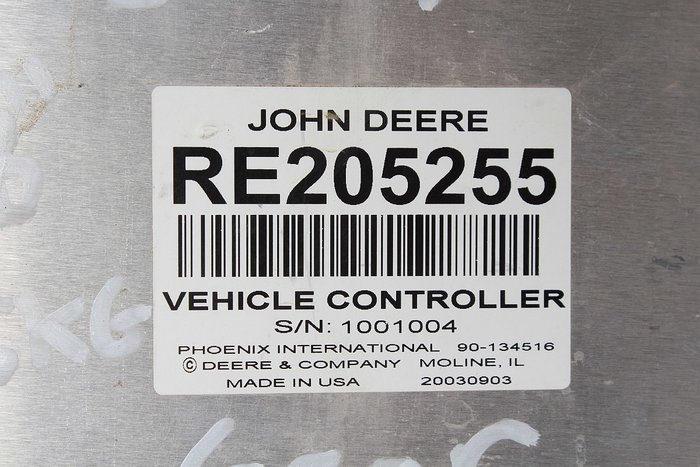 JOHN DEERE
RE205255
VEHICLE CONTROLLER
S/N: 1001004
PHOENIX INTERNATIONAL 90-134516
© DEERE & COMPANY MOLINE, IL
MADE IN USA 20030903